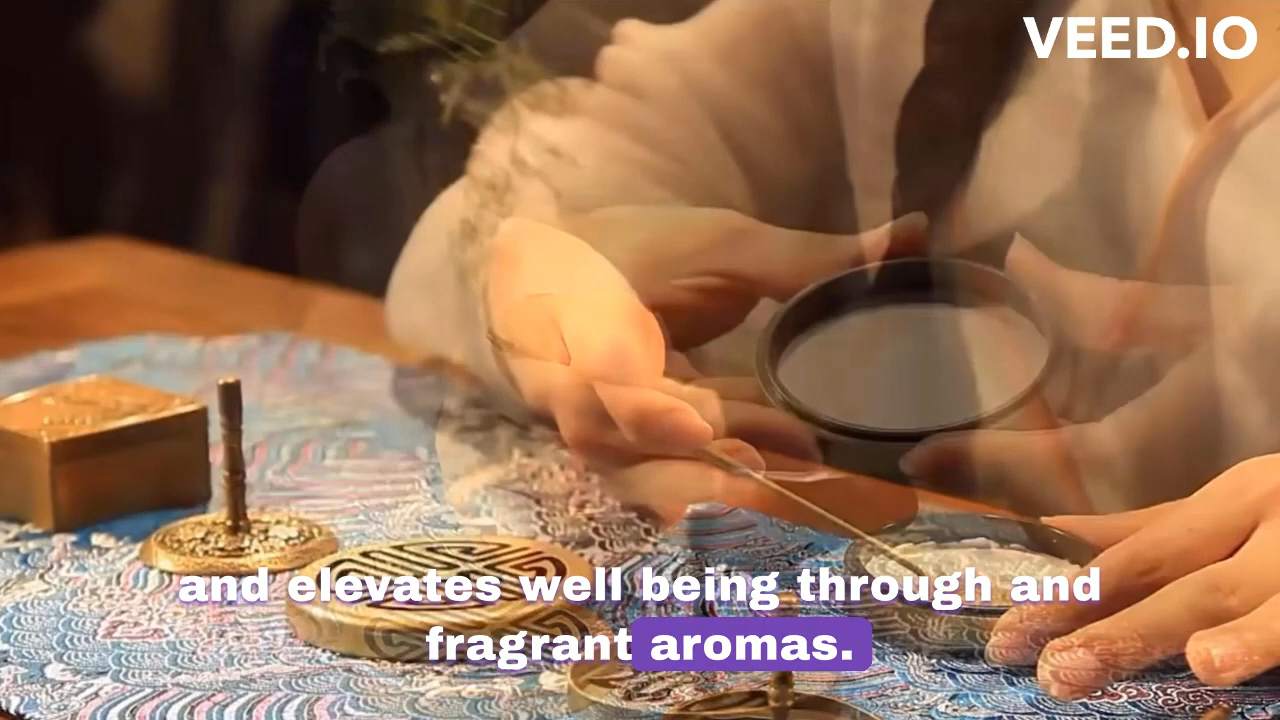 VEED.IO
and elevates well being through and
fragrant aromas.